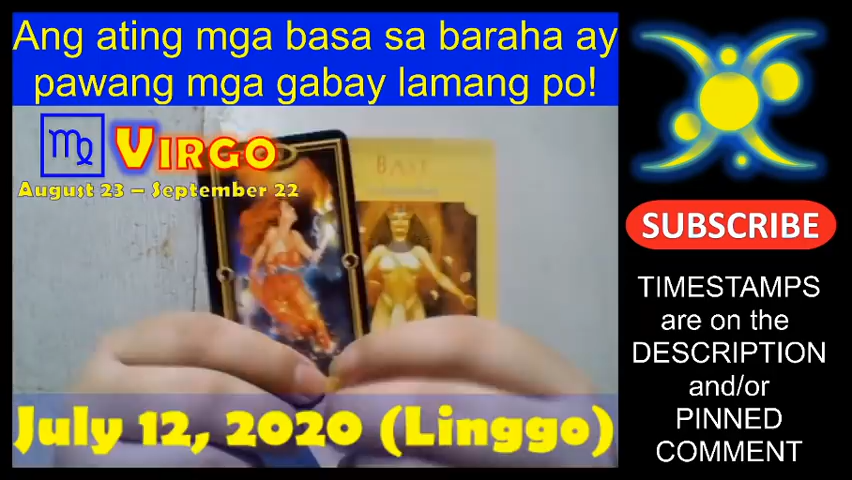 Ang ating mga basa sa baraha ay
pawang mga gabay lamang po!
♍ VIRGO
August 23 – September 22
BAST
July 12, 2020 (Linggo)
SUBSCRIBE
TIMESTAMPS
are on the
DESCRIPTION
and/or
PINNED
COMMENT